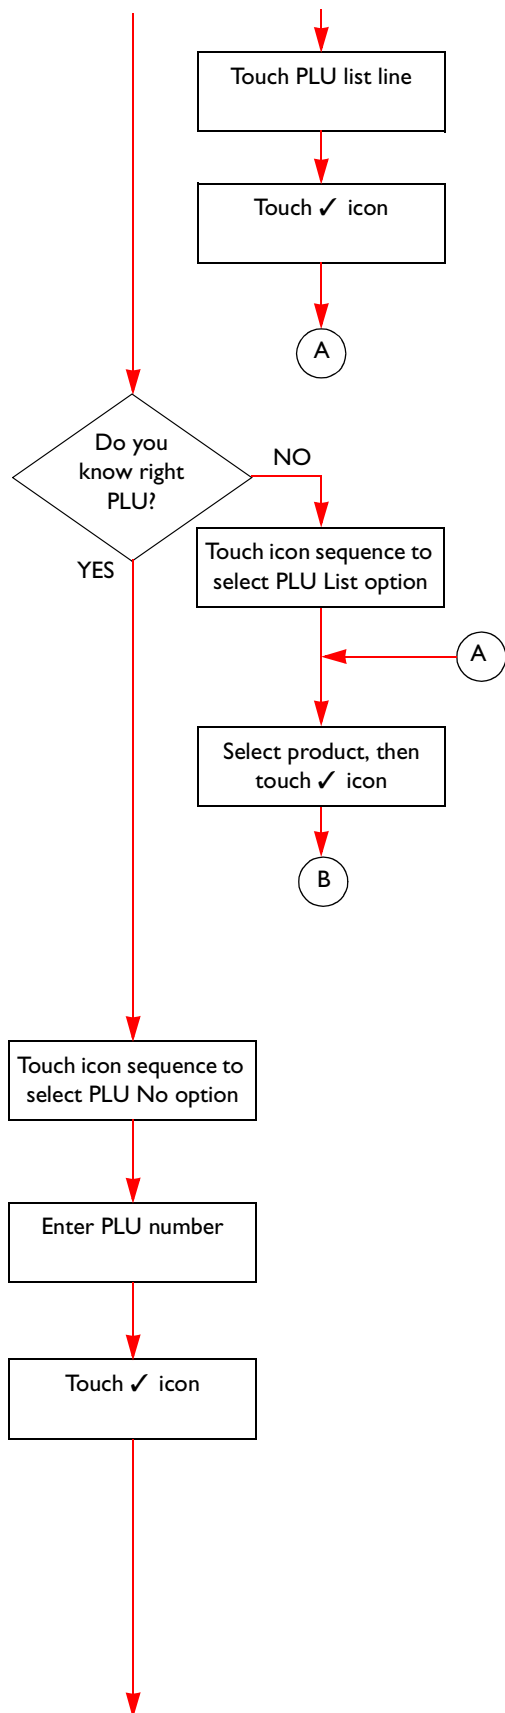 Touch PLU list line
Touch ✓ icon
A
Do you
know right
PLU?
NO
YES
Touch icon sequence to
select PLU List option
A
Select product, then
touch ✓ icon
B
Touch icon sequence to
select PLU No option
Enter PLU number
Touch ✓ icon